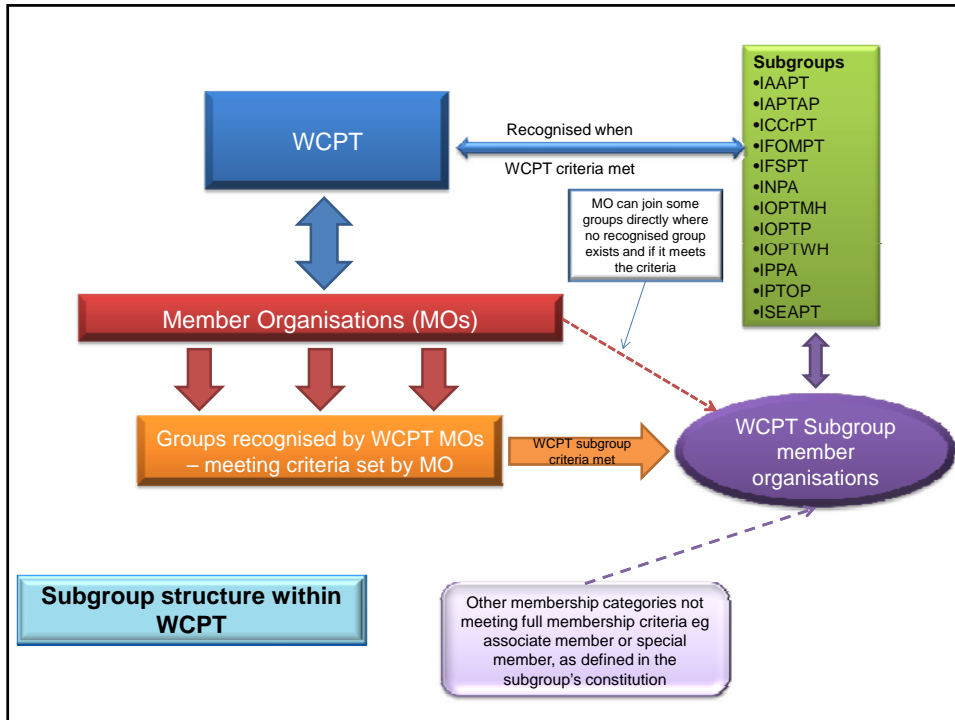 Subgroups
•IAAPT
•IAPTAP
•ICCrPT
•IFOMPT
•IFSPT
•INPA
•IOPTMH
•IOPTP
•IOPTWH
•IPPA
•IPTOP
•ISEAPT
WCPT
Recognised when
WCPT criteria met
MO can join some
groups directly where
no recognised group
exists and if it meets
the criteria
Member Organisations (MOs)
Groups recognised by WCPT MOs
– meeting criteria set by MO
WCPT subgroup
criteria met
WCPT Subgroup
member
organisations
Subgroup structure within
WCPT
Other membership categories not
meeting full membership criteria eg
associate member or special
member, as defined in the
subgroup's constitution